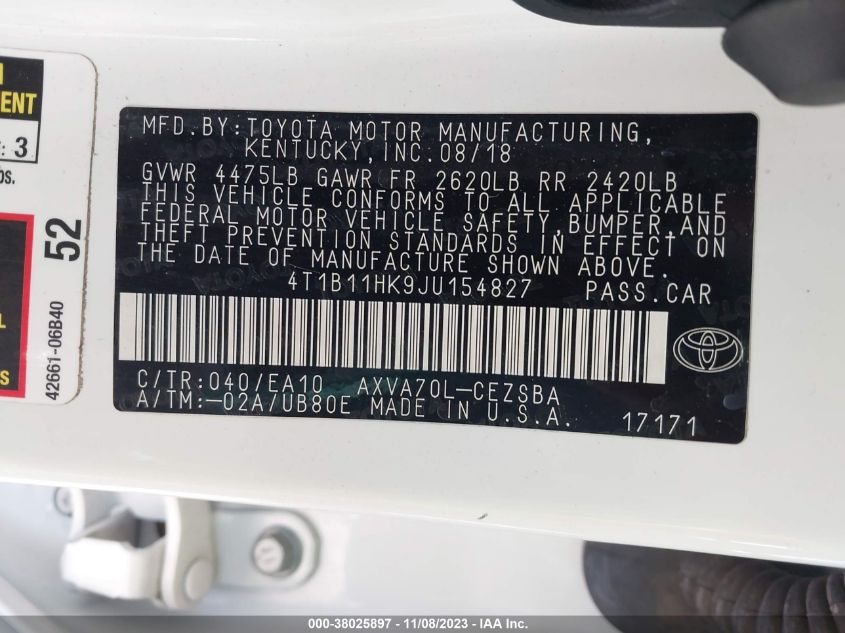 ENT
3
52
42661-06B40
MFD.BY:TOYOTA MOTOR MANUFACTURING,
KENTUCKY,INC.08/18
GVWR 4475LB GAWR FR 2620LB RR 2420LB
THIS VEHICLE CONFORMS TO ALL APPLICABLE
FEDERAL MOTOR VEHICLE SAFETY,BUMPER,AND
THEFT PREVENTION STANDARDS IN EFFECT ON
THE DATE OF MANUFACTURE SHOWN ABOVE.
4T1B11HK9JU154827 PASS.CAR
C/TR:040/EA10 AXVA70L-CEZSBA
A/TM:-02A/UB80E MADE IN U.S.A. 17171
000-38025897 - 11/08/2023 - IAA Inc.